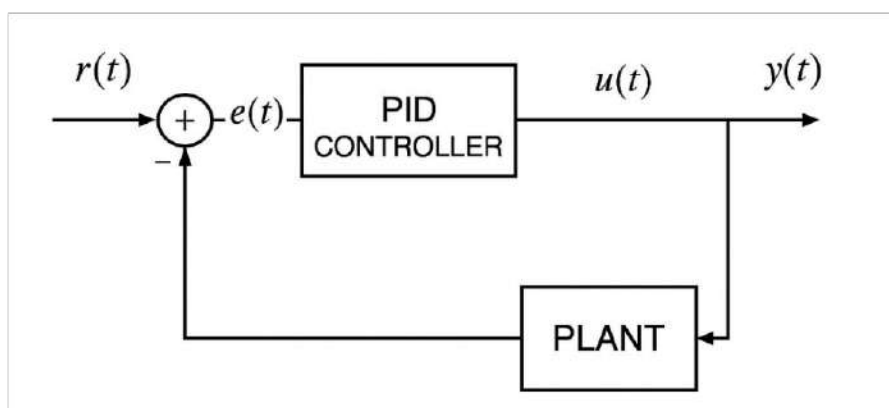 r(t)
+
−
e(t)
PID
CONTROLLER
u(t)
y(t)
PLANT